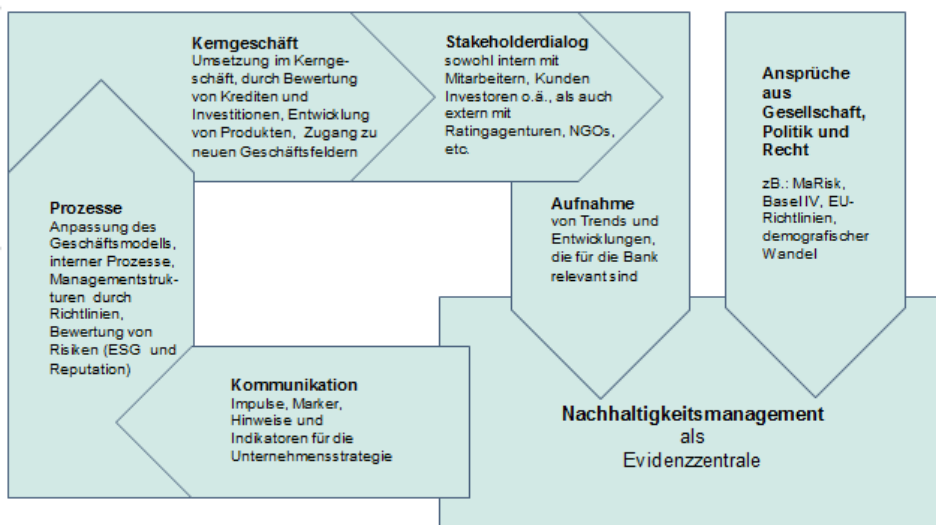 Kerngeschäft
Umsetzung im Kernge-
schäft, durch Bewertung
von Krediten und
Investitionen, Entwicklung
von Produkten, Zugang zu
neuen Geschäftsfeldern
Stakeholderdialog
sowohl intern mit
Mitarbeitern, Kunden
Investoren o.ä., als auch
extern mit
Ratingagenturen, NGOs,
etc.
Ansprüche
aus
Gesellschaft,
Politik und
Recht
zB.: MaRisk,
Basel IV, EU-
Richtlinien,
demografischer
Wandel
Aufnahme
von Trends und
Entwicklungen,
die für die Bank
relevant sind
Prozesse
Anpassung des
Geschäftsmodells,
interner Prozesse,
Managementstruk-
turen durch
Richtlinien,
Bewertung von
Risiken (ESG und
Reputation)
Kommunikation
Impulse, Marker,
Hinweise und
Indikatoren für die
Unternehmensstrategie
Nachhaltigkeitsmanagement
als
Evidenzzentrale